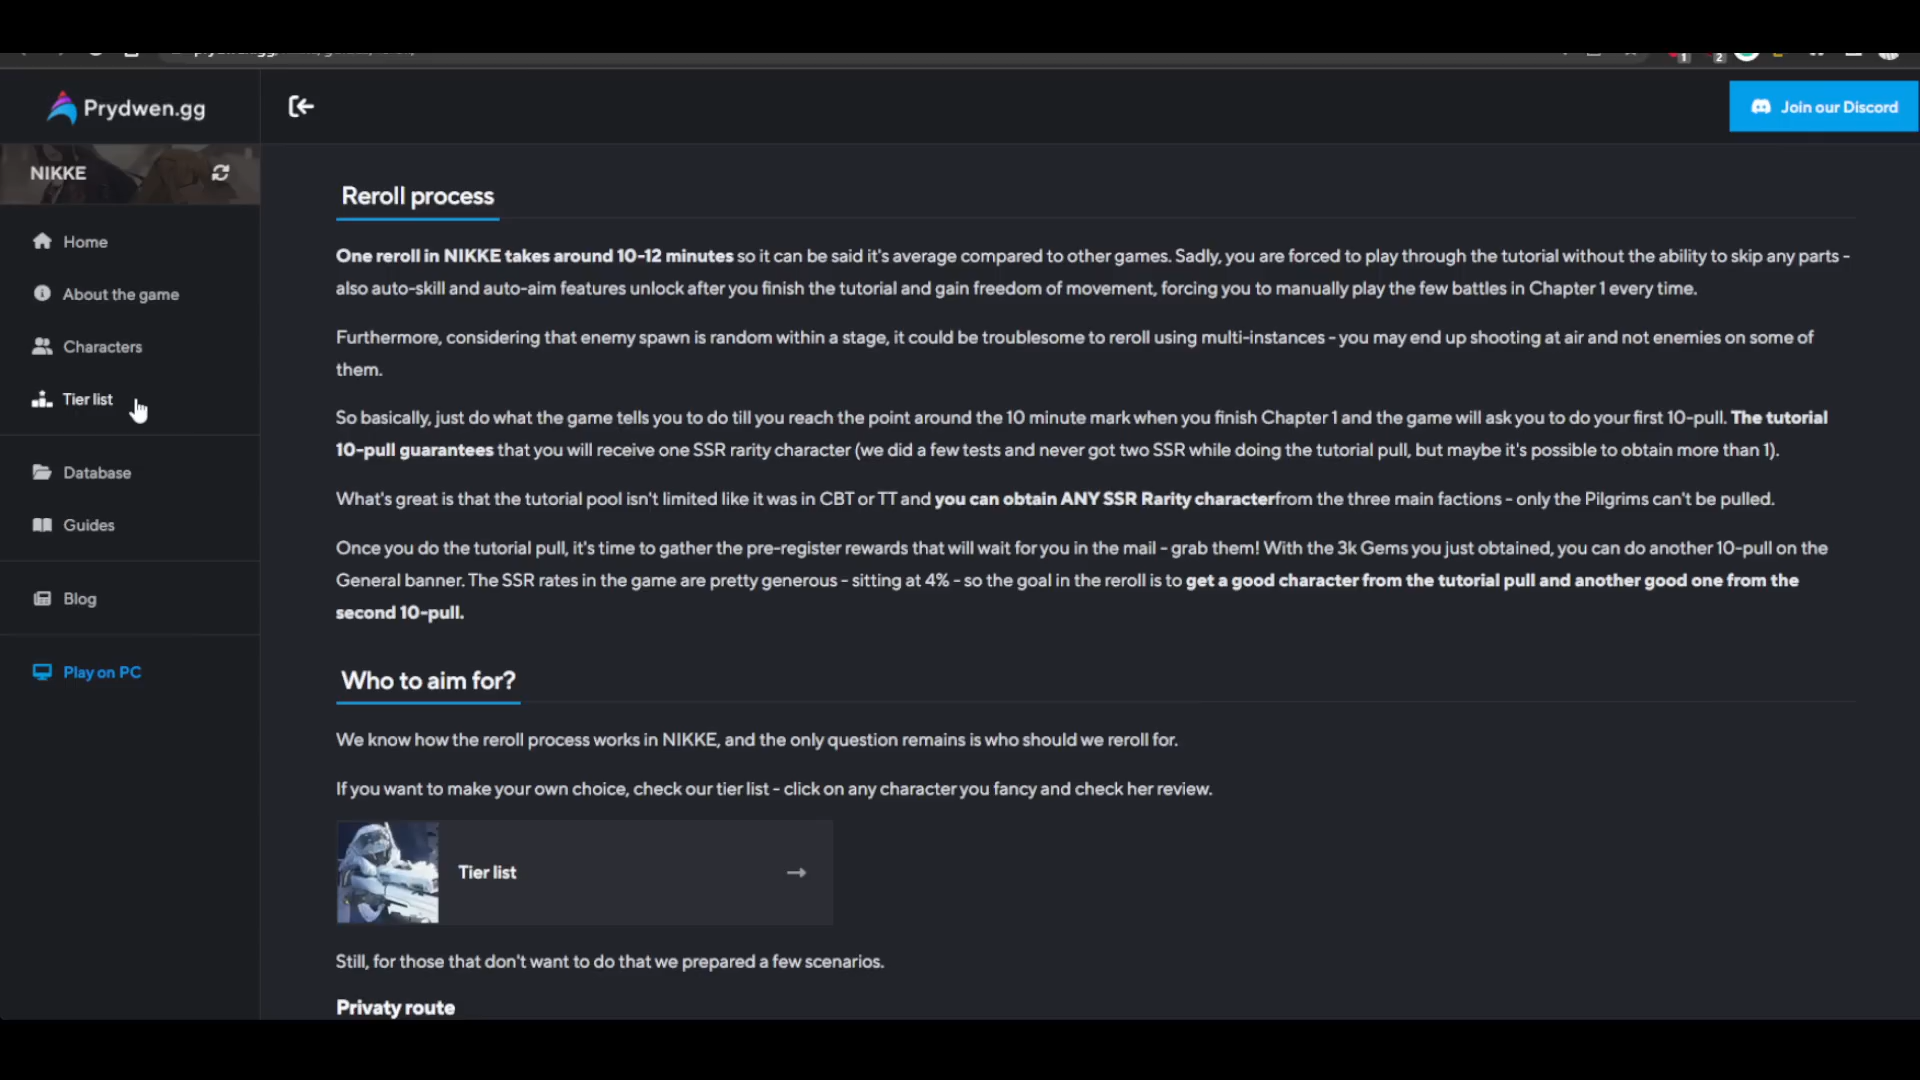 Prydwen.gg
Join our Discord
NIKKE
Home
About the game
Characters
Tier list
Database
Guides
Blog
Play on PC
Reroll process
One reroll in NIKKE takes around 10-12 minutes so it can be said it's average compared to other games. Sadly, you are forced to play through the tutorial without the ability to skip any parts -
also auto-skill and auto-aim features unlock after you finish the tutorial and gain freedom of movement, forcing you to manually play the few battles in Chapter 1 every time.
Furthermore, considering that enemy spawn is random within a stage, it could be troublesome to reroll using multi-instances - you may end up shooting at air and not enemies on some of
them.
So basically, just do what the game tells you to do till you reach the point around the 10 minute mark when you finish Chapter 1 and the game will ask you to do your first 10-pull. The tutorial
10-pull guarantees that you will receive one SSR rarity character (we did a few tests and never got two SSR while doing the tutorial pull, but maybe it's possible to obtain more than 1).
What's great is that the tutorial pool isn't limited like it was in CBT or TT and you can obtain ANY SSR Rarity characterfrom the three main factions - only the Pilgrims can't be pulled.
Once you do the tutorial pull, it's time to gather the pre-register rewards that will wait for you in the mail - grab them! With the 3k Gems you just obtained, you can do another 10-pull on the
General banner. The SSR rates in the game are pretty generous - sitting at 4% - so the goal in the reroll is to get a good character from the tutorial pull and another good one from the
second 10-pull.
Who to aim for?
We know how the reroll process works in NIKKE, and the only question remains is who should we reroll for.
If you want to make your own choice, check our tier list - click on any character you fancy and check her review.
Tier list
Still, for those that don't want to do that we prepared a few scenarios.
Privaty route
1
2